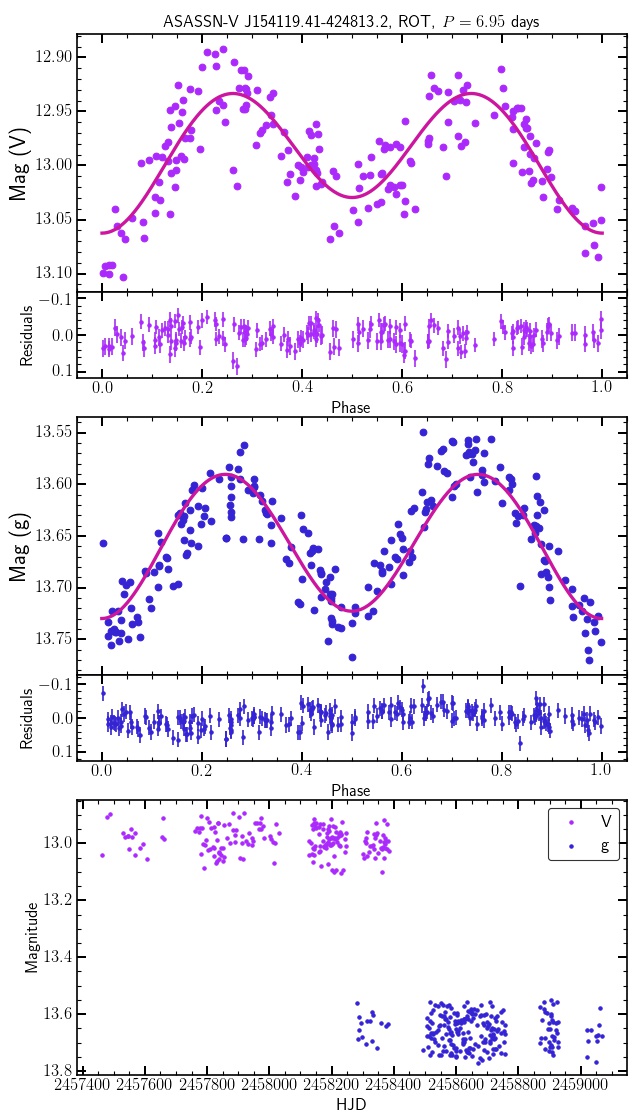 ASASSN-V J154119.41-424813.2, ROT, P = 6.95 days
12.90
12.95
13.00
13.05
13.10
Mag (V)
−0.1
0.0
0.1
Residuals
0.0 0.2 0.4 0.6 0.8 1.0
Phase
13.55
13.60
13.65
13.70
13.75
Mag (g)
−0.1
0.0
0.1
Residuals
0.0 0.2 0.4 0.6 0.8 1.0
Phase
V
g
13.0
13.2
13.4
13.6
13.8
Magnitude
2457400 2457600 2457800 2458000 2458200 2458400 2458600 2458800 2459000
HJD